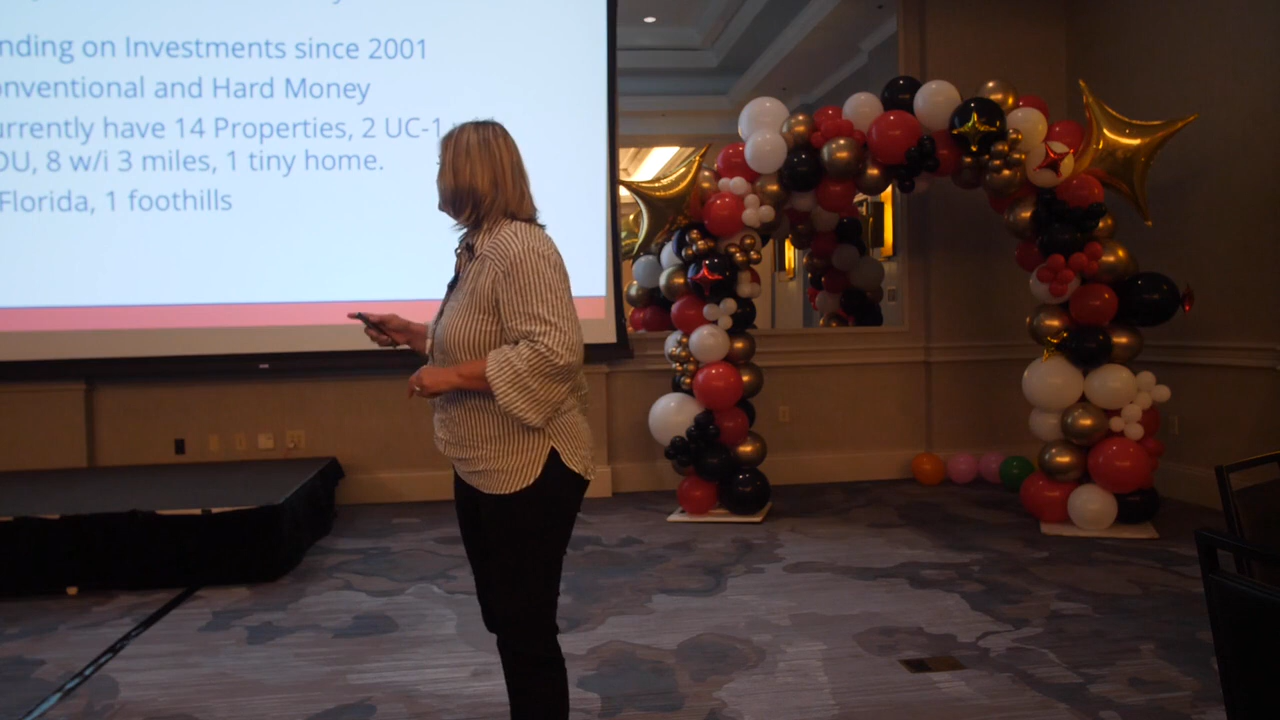 nding on Investments since 2001
onventional and Hard Money
urrently have 14 Properties, 2 UC-1
DU, 8 w/i 3 miles, 1 tiny home.
Florida, 1 foothills